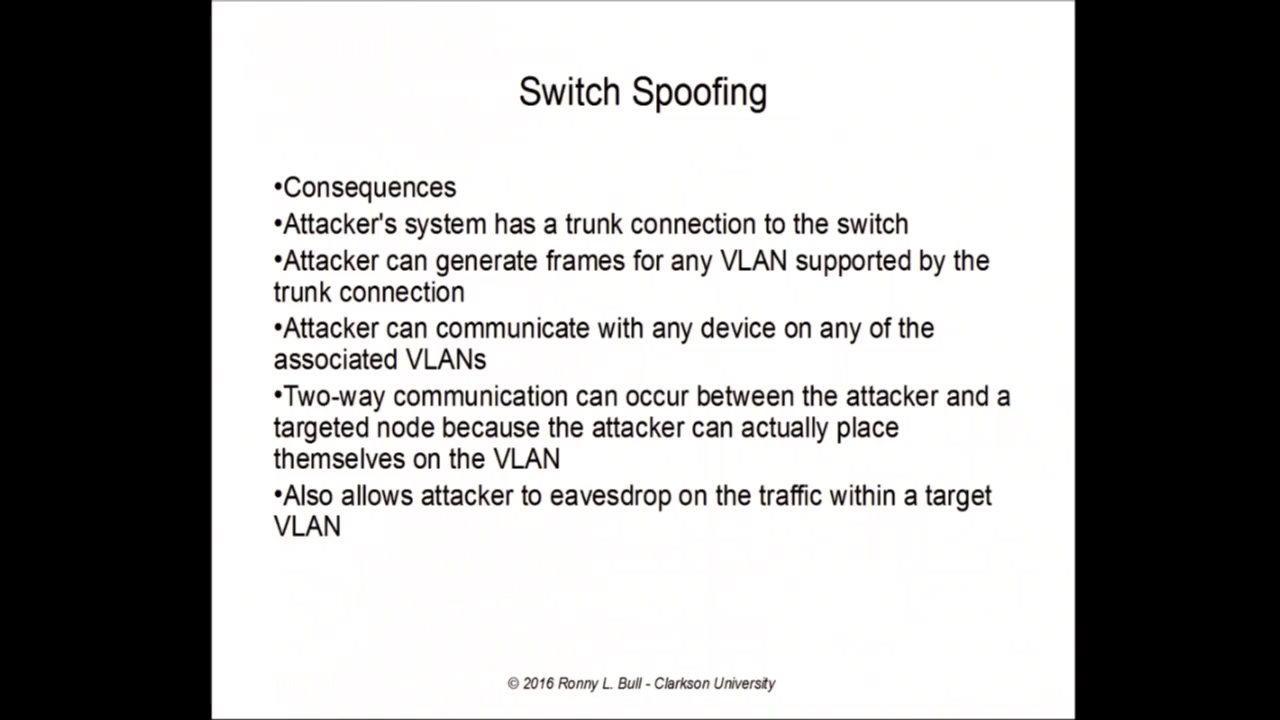 Switch Spoofing
•Consequences
•Attacker's system has a trunk connection to the switch
•Attacker can generate frames for any VLAN supported by the
trunk connection
•Attacker can communicate with any device on any of the
associated VLANs
•Two-way communication can occur between the attacker and a
targeted node because the attacker can actually place
themselves on the VLAN
•Also allows attacker to eavesdrop on the traffic within a target
VLAN
© 2016 Ronny L. Bull - Clarkson University